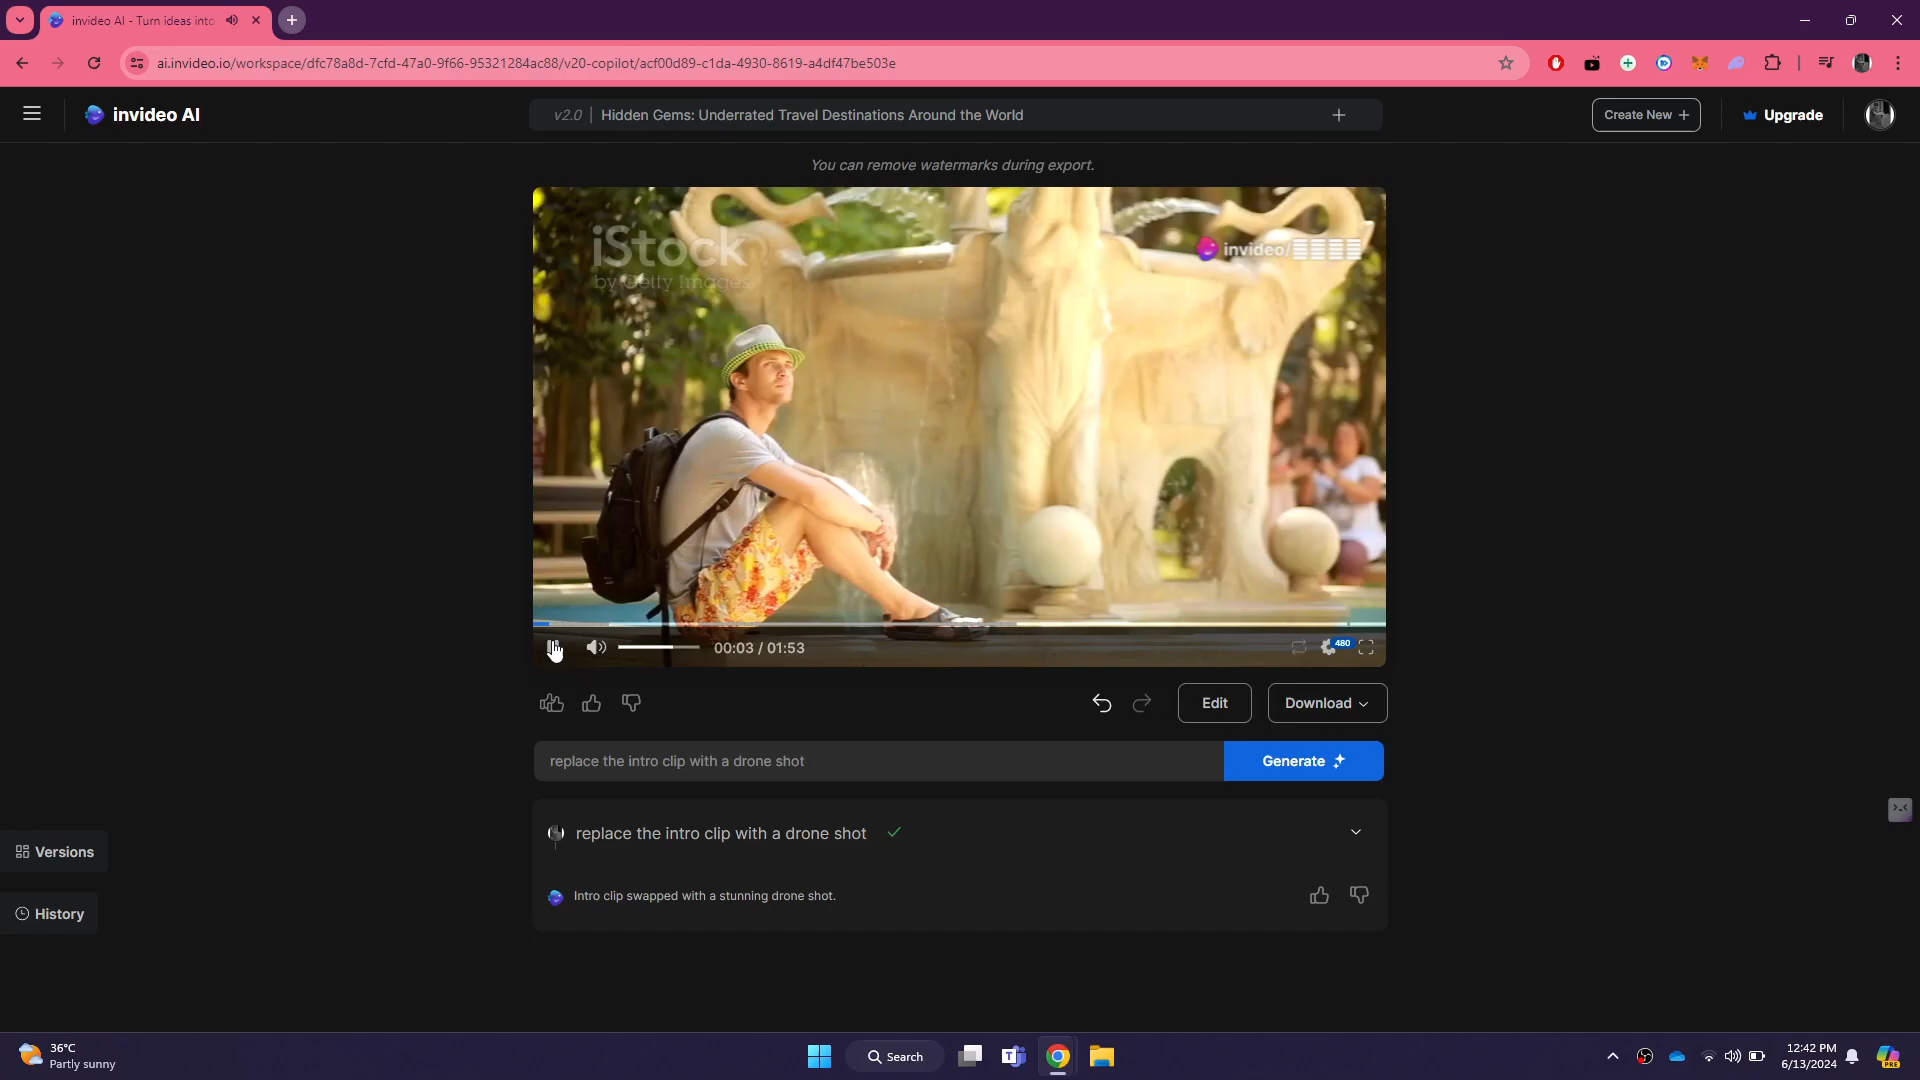 invideo AI - Turn ideas into
ai.invideo.io/workspace/dfc78a8d-7cfd-47a0-9f66-95321284ac88/v20-copilot/acf00d89-c1da-4930-8619-a4df47be503e
invideo AI
v2.0 | Hidden Gems: Underrated Travel Destinations Around the World
Create New +
Upgrade
You can remove watermarks during export.
iStock
by Getty Images
invideo/
00:03 / 01:53
480
Edit
Download
replace the intro clip with a drone shot
Generate
replace the intro clip with a drone shot
Intro clip swapped with a stunning drone shot.
Versions
History
36°C
Partly sunny
Search
12:42 PM
6/13/2024
PRE